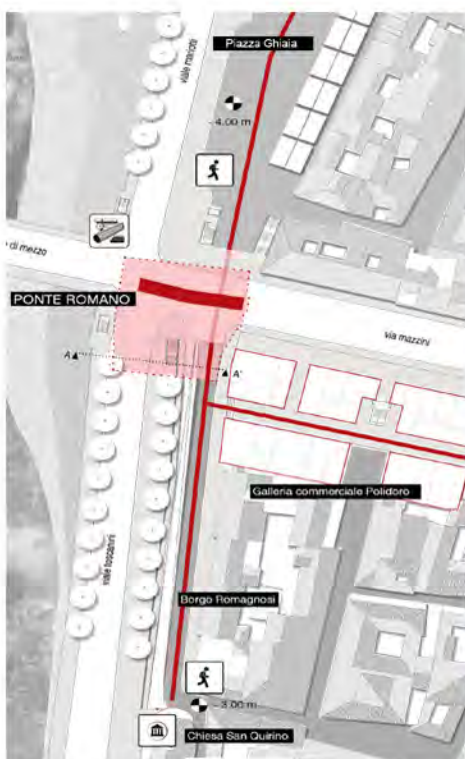 Piazza Ghiaia
viale mariotti
- 4.00 m
di mezzo
PONTE ROMANO
via mazzini
A
A'
Galleria commerciale Polidoro
viale toscanini
Borgo Romagnosi
- 3.00 m
Chiesa San Quirino